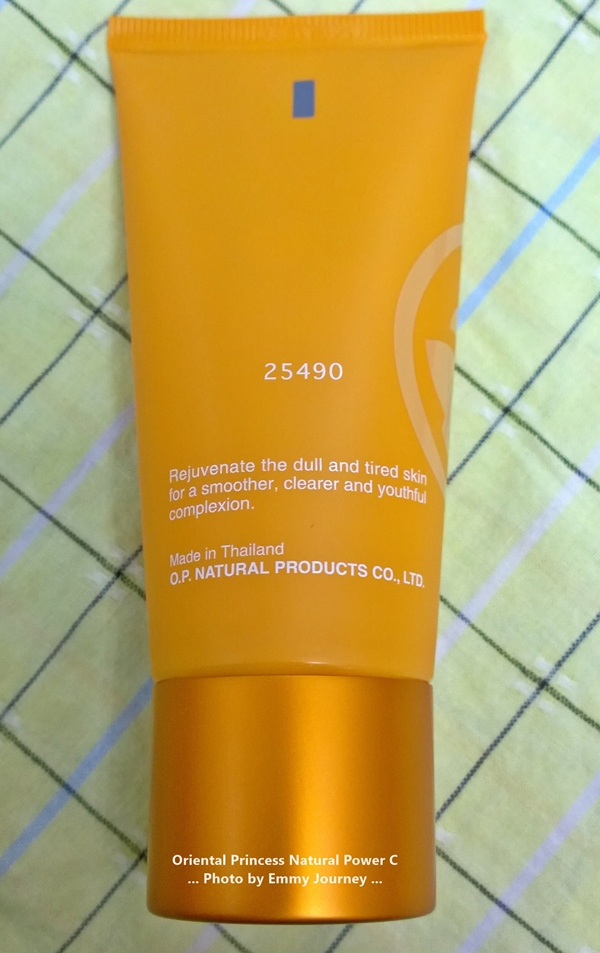 25490
Rejuvenate the dull and tired skin
for a smoother, clearer and youthful
complexion.
Made in Thailand
O.P. NATURAL PRODUCTS CO., LTD.
Oriental Princess Natural Power C
... Photo by Emmy Journey ...